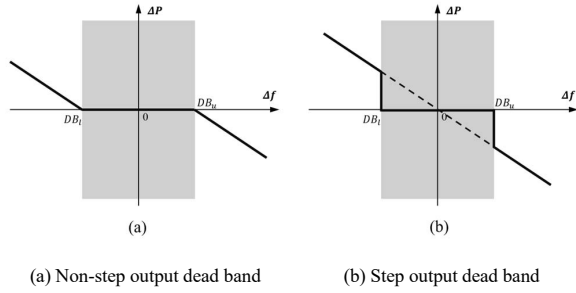 ΔP
Δf
DB_l
0
DB_u
(a)
ΔP
Δf
DB_l
0
DB_u
(b)
(a) Non-step output dead band
(b) Step output dead band